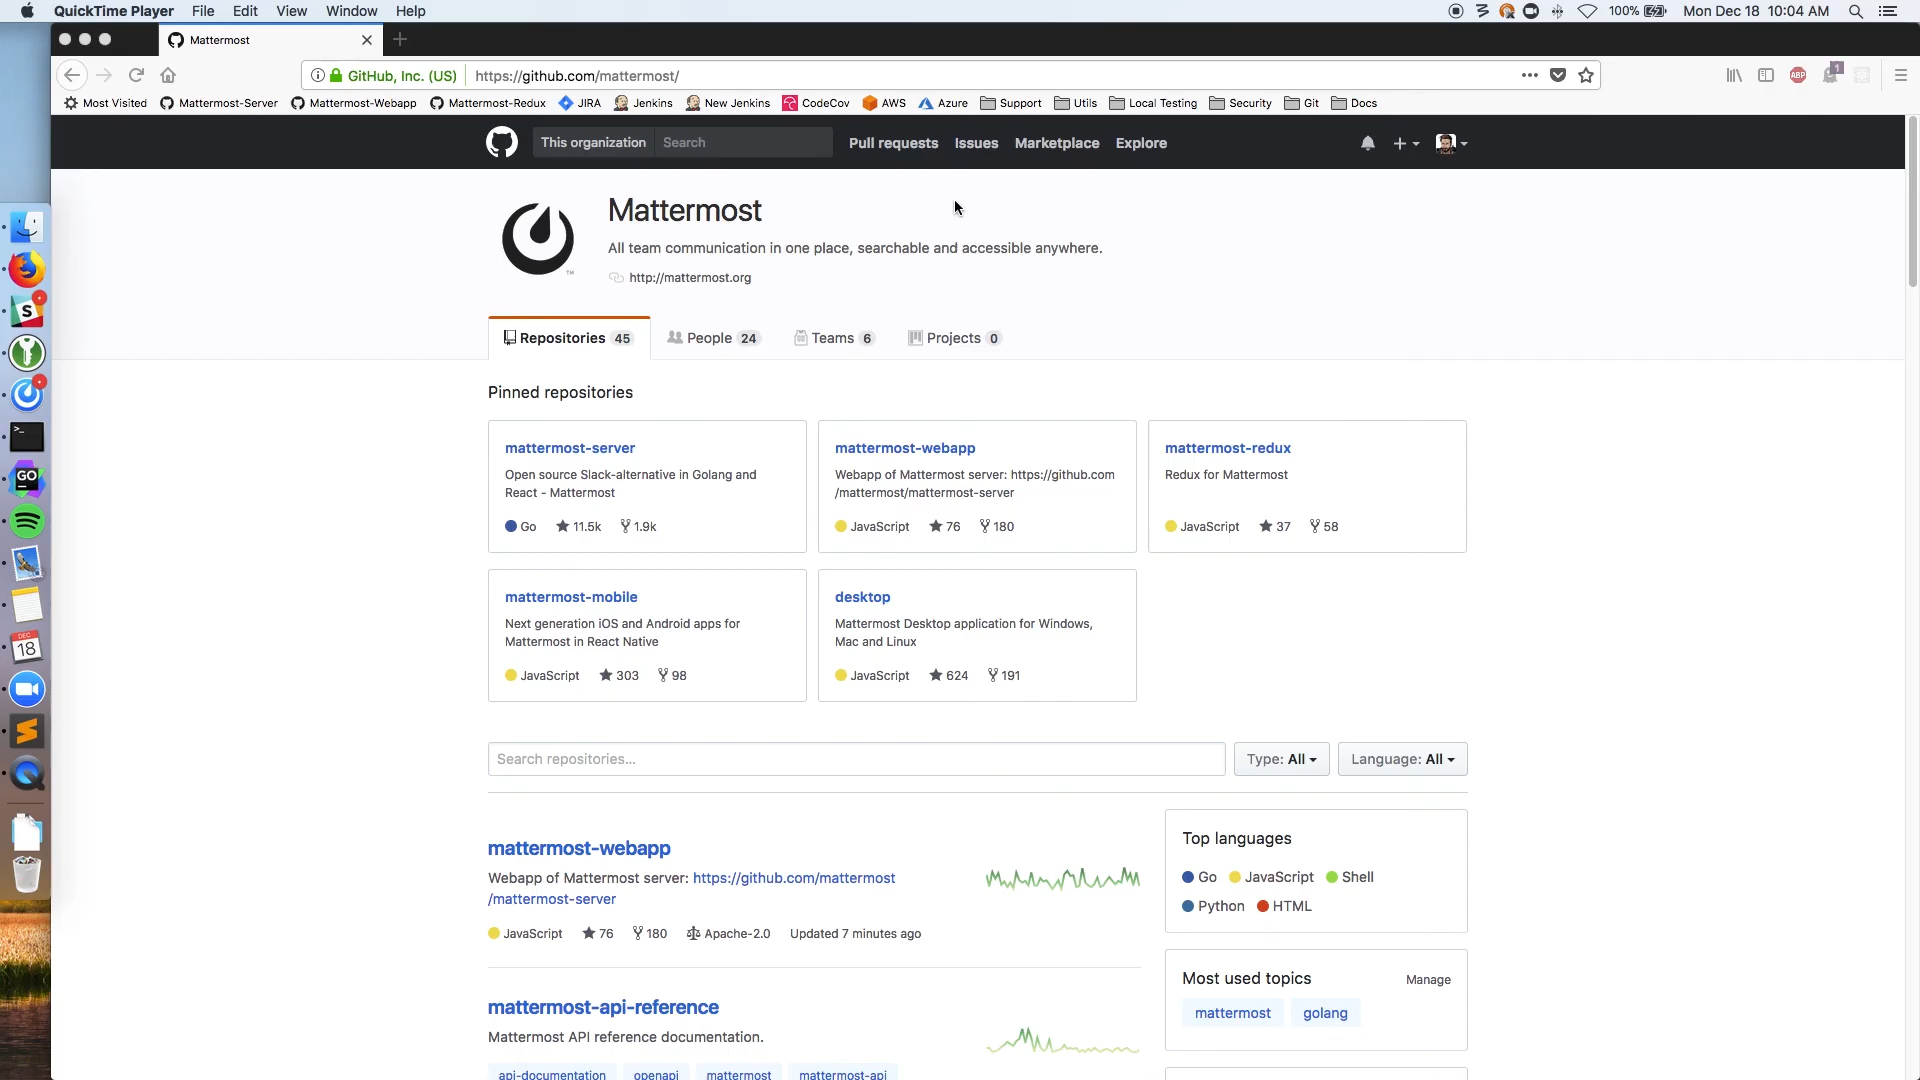 QuickTime Player File Edit View Window Help
100% Mon Dec 18 10:04 AM
Mattermost
GitHub, Inc. (US) https://github.com/mattermost/
ABP 1
Most Visited Mattermost-Server Mattermost-Webapp Mattermost-Redux JIRA Jenkins New Jenkins CodeCov AWS Azure Support Utils Local Testing Security Git Docs
This organization Search Pull requests Issues Marketplace Explore
Mattermost
All team communication in one place, searchable and accessible anywhere.
http://mattermost.org
TM
Repositories 45 People 24 Teams 6 Projects 0
Pinned repositories
mattermost-server
Open source Slack-alternative in Golang and
React - Mattermost
Go 11.5k 1.9k
mattermost-webapp
Webapp of Mattermost server: https://github.com
/mattermost/mattermost-server
JavaScript 76 180
mattermost-redux
Redux for Mattermost
JavaScript 37 58
mattermost-mobile
Next generation iOS and Android apps for
Mattermost in React Native
JavaScript 303 98
desktop
Mattermost Desktop application for Windows,
Mac and Linux
JavaScript 624 191
Search repositories...
Type: All
Language: All
mattermost-webapp
Webapp of Mattermost server: https://github.com/mattermost
/mattermost-server
JavaScript 76 180 Apache-2.0 Updated 7 minutes ago
mattermost-api-reference
Mattermost API reference documentation.
api-documentation openapi mattermost mattermost-api
Top languages
Go JavaScript Shell
Python HTML
Most used topics Manage
mattermost golang
S
>_
GO
DEC
18
S